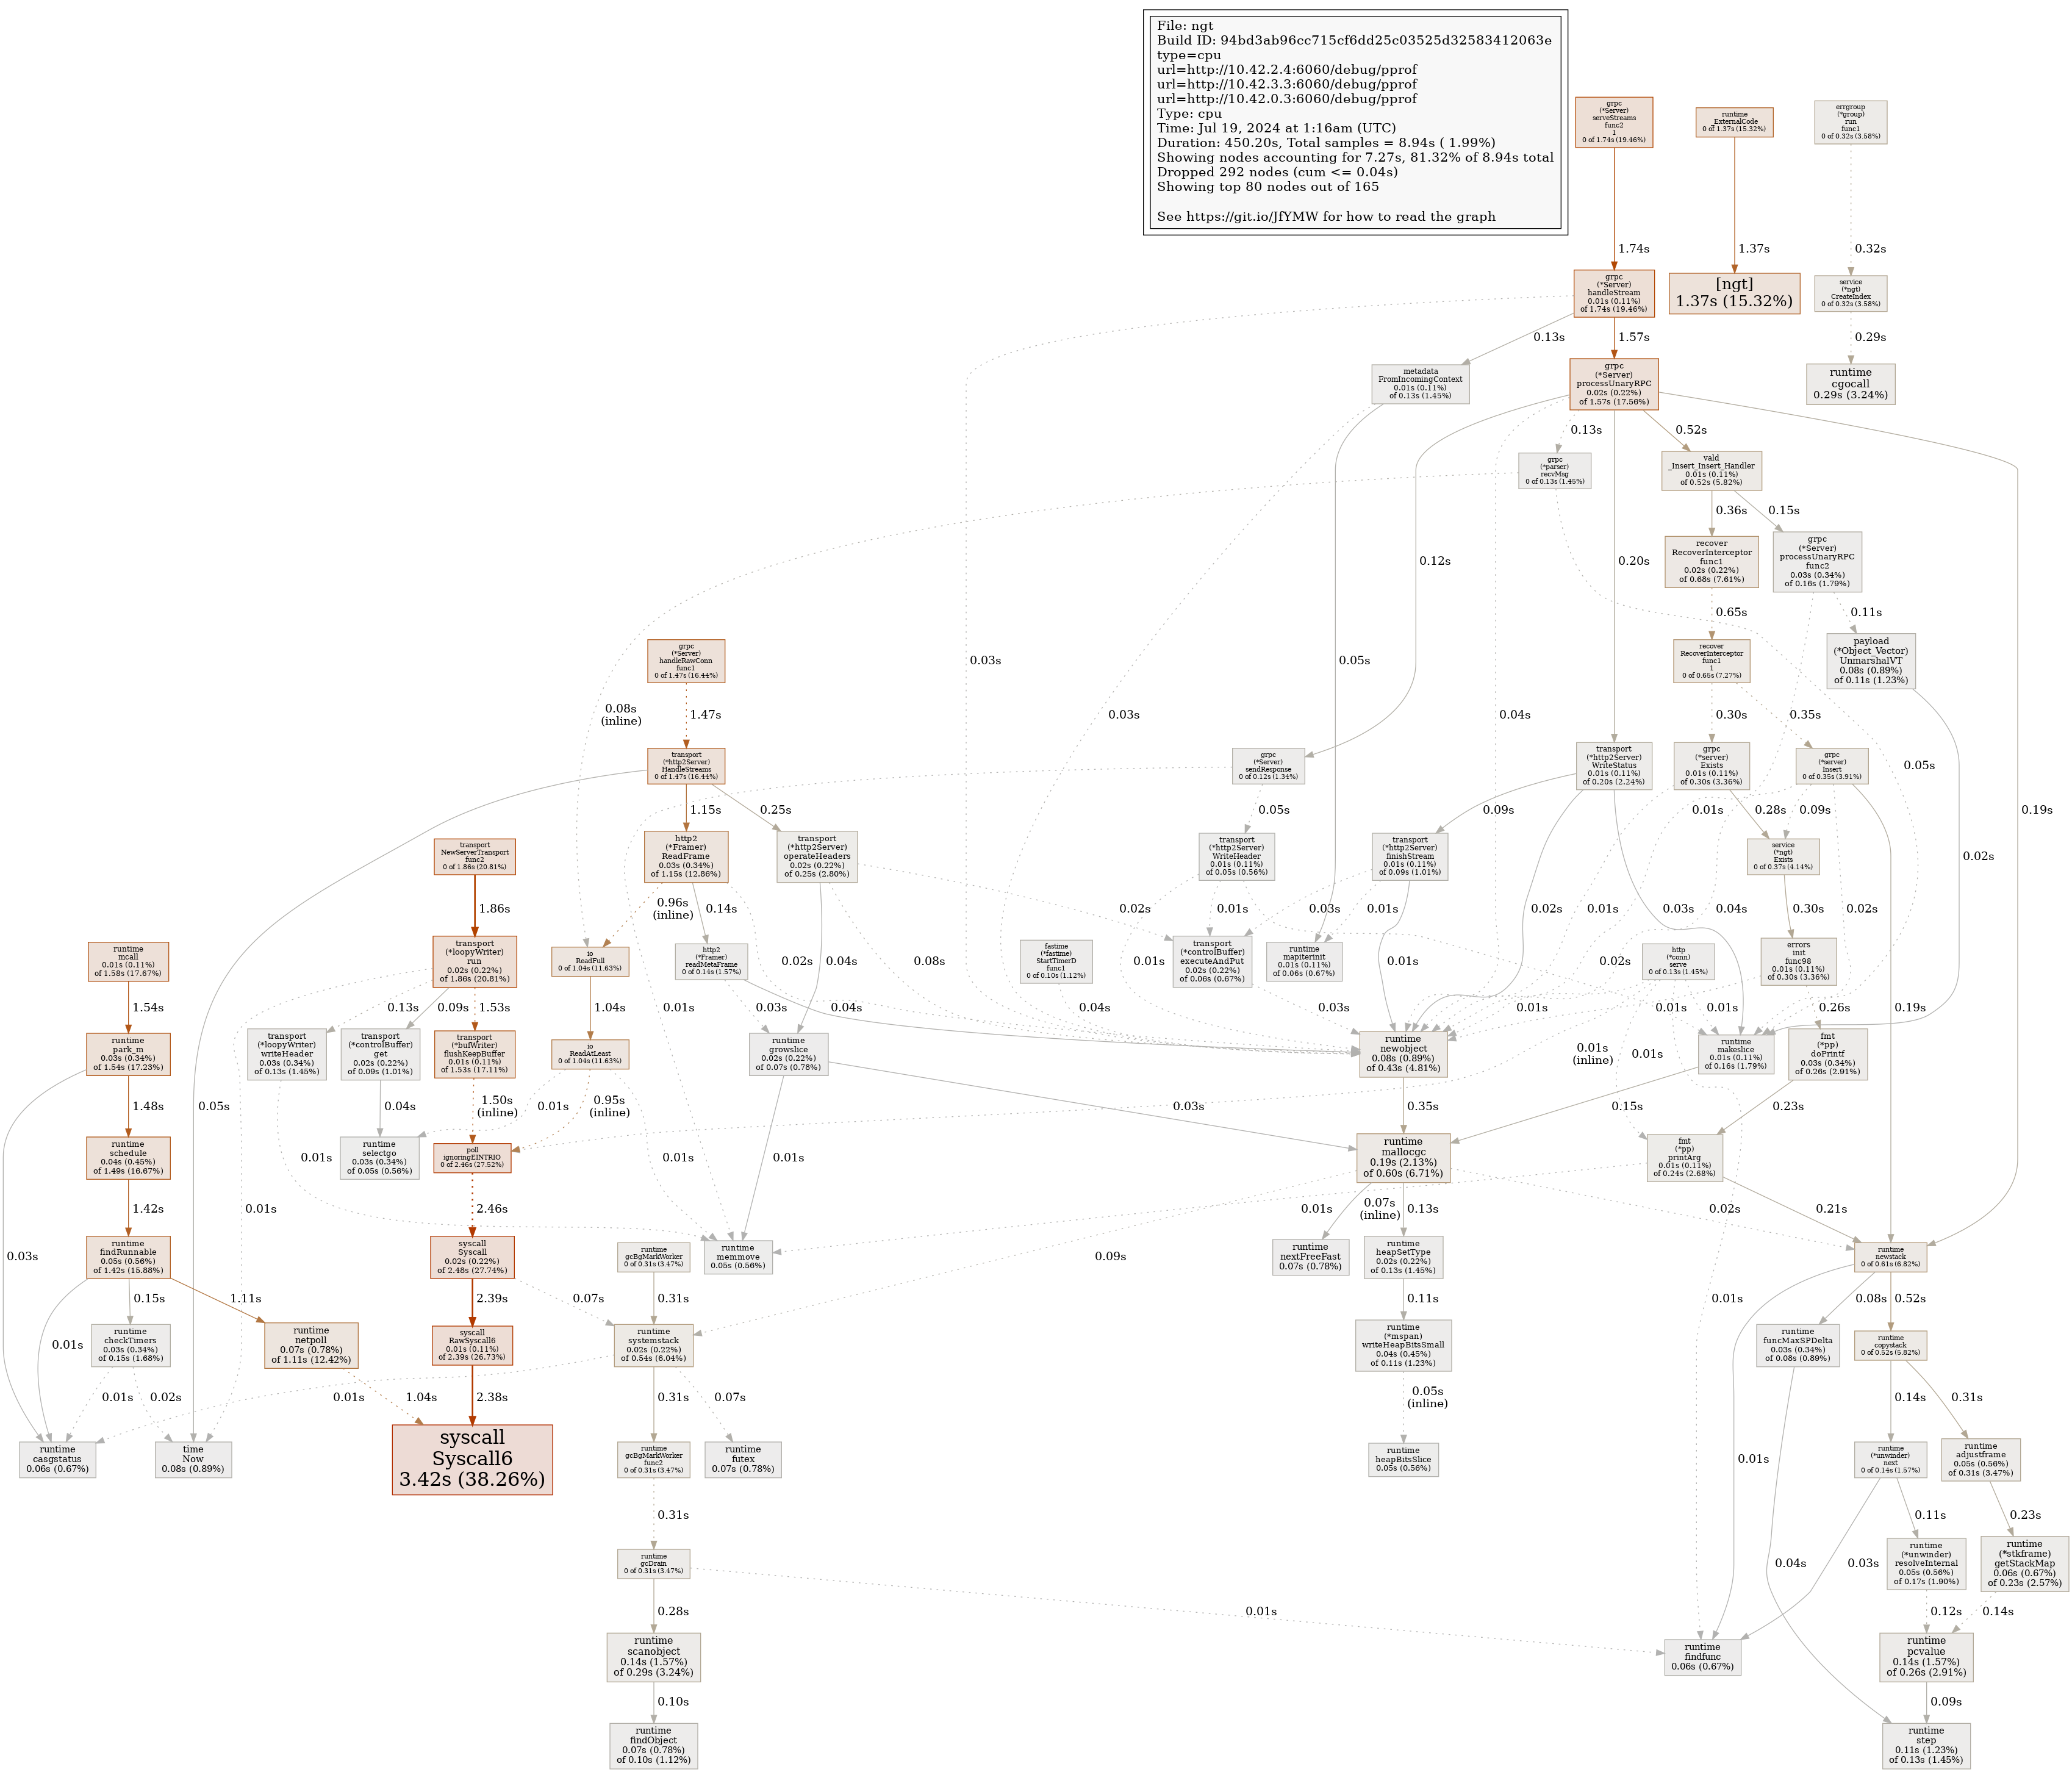 File: ngt
Build ID: 94bd3ab96cc715cf6dd25c03525d32583412063e
type=cpu
url=http://10.42.2.4:6060/debug/pprof
url=http://10.42.3.3:6060/debug/pprof
url=http://10.42.0.3:6060/debug/pprof
Type: cpu
Time: Jul 19, 2024 at 1:16am (UTC)
Duration: 450.20s, Total samples = 8.94s ( 1.99%)
Showing nodes accounting for 7.27s, 81.32% of 8.94s total
Dropped 292 nodes (cum <= 0.04s)
Showing top 80 nodes out of 165
See https://git.io/JfYMW for how to read the graph
grpc
(*Server)
serveStreams
func2
1
0 of 1.74s (19.46%)
runtime
_ExternalCode
0 of 1.37s (15.32%)
errgroup
(*group)
run
func1
0 of 0.32s (3.58%)
1.74s
1.37s
0.32s
grpc
(*Server)
handleStream
0.01s (0.11%)
of 1.74s (19.46%)
[ngt]
1.37s (15.32%)
service
(*ngt)
CreateIndex
0 of 0.32s (3.58%)
0.13s
1.57s
0.29s
metadata
FromIncomingContext
0.01s (0.11%)
of 0.13s (1.45%)
grpc
(*Server)
processUnaryRPC
0.02s (0.22%)
of 1.57s (17.56%)
runtime
cgocall
0.29s (3.24%)
0.13s
0.52s
grpc
(*parser)
recvMsg
0 of 0.13s (1.45%)
vald
_Insert_Insert_Handler
0.01s (0.11%)
of 0.52s (5.82%)
0.36s
0.15s
0.12s
0.20s
recover
RecoverInterceptor
func1
0.02s (0.22%)
of 0.68s (7.61%)
grpc
(*Server)
processUnaryRPC
func2
0.03s (0.34%)
of 0.16s (1.79%)
0.65s
0.11s
grpc
(*Server)
handleRawConn
func1
0 of 1.47s (16.44%)
recover
RecoverInterceptor
func1
1
0 of 0.65s (7.27%)
payload
(*Object_Vector)
UnmarshalVT
0.08s (0.89%)
of 0.11s (1.23%)
0.03s
0.05s
0.08s
(inline)
1.47s
0.03s
0.04s
0.30s
0.35s
transport
(*http2Server)
HandleStreams
0 of 1.47s (16.44%)
grpc
(*Server)
sendResponse
0 of 0.12s (1.34%)
transport
(*http2Server)
WriteStatus
0.01s (0.11%)
of 0.20s (2.24%)
grpc
(*server)
Exists
0.01s (0.11%)
of 0.30s (3.36%)
grpc
(*server)
Insert
0 of 0.35s (3.91%)
0.05s
1.15s
0.25s
0.05s
0.09s
0.01s
0.28s
0.09s
0.19s
transport
NewServerTransport
func2
0 of 1.86s (20.81%)
http2
(*Framer)
ReadFrame
0.03s (0.34%)
of 1.15s (12.86%)
transport
(*http2Server)
operateHeaders
0.02s (0.22%)
of 0.25s (2.80%)
transport
(*http2Server)
WriteHeader
0.01s (0.11%)
of 0.05s (0.56%)
transport
(*http2Server)
finishStream
0.01s (0.11%)
of 0.09s (1.01%)
service
(*ngt)
Exists
0 of 0.37s (4.14%)
0.02s
1.86s
0.96s
(inline)
0.14s
0.02s
0.01s
0.03s
0.01s
0.02s
0.01s
0.03s
0.04s
0.30s
0.02s
runtime
mcall
0.01s (0.11%)
of 1.58s (17.67%)
transport
(*loopyWriter)
run
0.02s (0.22%)
of 1.86s (20.81%)
io
ReadFull
0 of 1.04s (11.63%)
http2
(*Framer)
readMetaFrame
0 of 0.14s (1.57%)
fastime
(*fastime)
StartTimerD
func1
0 of 0.10s (1.12%)
transport
(*controlBuffer)
executeAndPut
0.02s (0.22%)
of 0.06s (0.67%)
runtime
mapiterinit
0.01s (0.11%)
of 0.06s (0.67%)
http
(*conn)
serve
0 of 0.13s (1.45%)
errors
init
func98
0.01s (0.11%)
of 0.30s (3.36%)
0.02s
0.04s
0.08s
0.01s
0.02s
1.54s
0.13s
0.09s
1.53s
1.04s
0.01s
0.03s
0.04s
0.04s
0.03s
0.01s
0.01s
0.01s
0.01s
0.26s
0.19s
runtime
park_m
0.03s (0.34%)
of 1.54s (17.23%)
transport
(*loopyWriter)
writeHeader
0.03s (0.34%)
of 0.13s (1.45%)
transport
(*controlBuffer)
get
0.02s (0.22%)
of 0.09s (1.01%)
transport
(*bufWriter)
flushKeepBuffer
0.01s (0.11%)
of 1.53s (17.11%)
io
ReadAtLeast
0 of 1.04s (11.63%)
runtime
growslice
0.02s (0.22%)
of 0.07s (0.78%)
runtime
newobject
0.08s (0.89%)
of 0.43s (4.81%)
runtime
makeslice
0.01s (0.11%)
of 0.16s (1.79%)
fmt
(*pp)
doPrintf
0.03s (0.34%)
of 0.26s (2.91%)
0.01s
(inline)
0.01s
0.05s
1.48s
0.04s
1.50s
(inline)
0.01s
0.95s
(inline)
0.03s
0.35s
0.15s
0.23s
runtime
schedule
0.04s (0.45%)
of 1.49s (16.67%)
runtime
selectgo
0.03s (0.34%)
of 0.05s (0.56%)
poll
ignoringEINTRIO
0 of 2.46s (27.52%)
runtime
mallocgc
0.19s (2.13%)
of 0.60s (6.71%)
fmt
(*pp)
printArg
0.01s (0.11%)
of 0.24s (2.68%)
0.01s
0.01s
0.01s
1.42s
0.01s
2.46s
0.01s
0.07s
(inline)
0.13s
0.02s
0.21s
runtime
findRunnable
0.05s (0.56%)
of 1.42s (15.88%)
syscall
Syscall
0.02s (0.22%)
of 2.48s (27.74%)
runtime
gcBgMarkWorker
0 of 0.31s (3.47%)
runtime
memmove
0.05s (0.56%)
runtime
nextFreeFast
0.07s (0.78%)
runtime
heapSetType
0.02s (0.22%)
of 0.13s (1.45%)
runtime
newstack
0 of 0.61s (6.82%)
0.03s
0.09s
0.15s
1.11s
2.39s
0.07s
0.31s
0.11s
0.01s
0.08s
0.52s
runtime
checkTimers
0.03s (0.34%)
of 0.15s (1.68%)
runtime
netpoll
0.07s (0.78%)
of 1.11s (12.42%)
syscall
RawSyscall6
0.01s (0.11%)
of 2.39s (26.73%)
runtime
systemstack
0.02s (0.22%)
of 0.54s (6.04%)
runtime
(*mspan)
writeHeapBitsSmall
0.04s (0.45%)
of 0.11s (1.23%)
runtime
funcMaxSPDelta
0.03s (0.34%)
of 0.08s (0.89%)
runtime
copystack
0 of 0.52s (5.82%)
0.01s
0.01s
0.02s
0.01s
1.04s
2.38s
0.31s
0.07s
0.05s
(inline)
0.14s
0.31s
runtime
casgstatus
0.06s (0.67%)
time
Now
0.08s (0.89%)
syscall
Syscall6
3.42s (38.26%)
runtime
gcBgMarkWorker
func2
0 of 0.31s (3.47%)
runtime
futex
0.07s (0.78%)
runtime
heapBitsSlice
0.05s (0.56%)
runtime
(*unwinder)
next
0 of 0.14s (1.57%)
runtime
adjustframe
0.05s (0.56%)
of 0.31s (3.47%)
0.01s
0.31s
0.11s
0.23s
runtime
gcDrain
0 of 0.31s (3.47%)
0.04s
0.03s
runtime
(*unwinder)
resolveInternal
0.05s (0.56%)
of 0.17s (1.90%)
runtime
(*stkframe)
getStackMap
0.06s (0.67%)
of 0.23s (2.57%)
0.28s
0.01s
0.12s
0.14s
runtime
scanobject
0.14s (1.57%)
of 0.29s (3.24%)
runtime
findfunc
0.06s (0.67%)
runtime
pcvalue
0.14s (1.57%)
of 0.26s (2.91%)
0.10s
0.09s
runtime
findObject
0.07s (0.78%)
of 0.10s (1.12%)
runtime
step
0.11s (1.23%)
of 0.13s (1.45%)